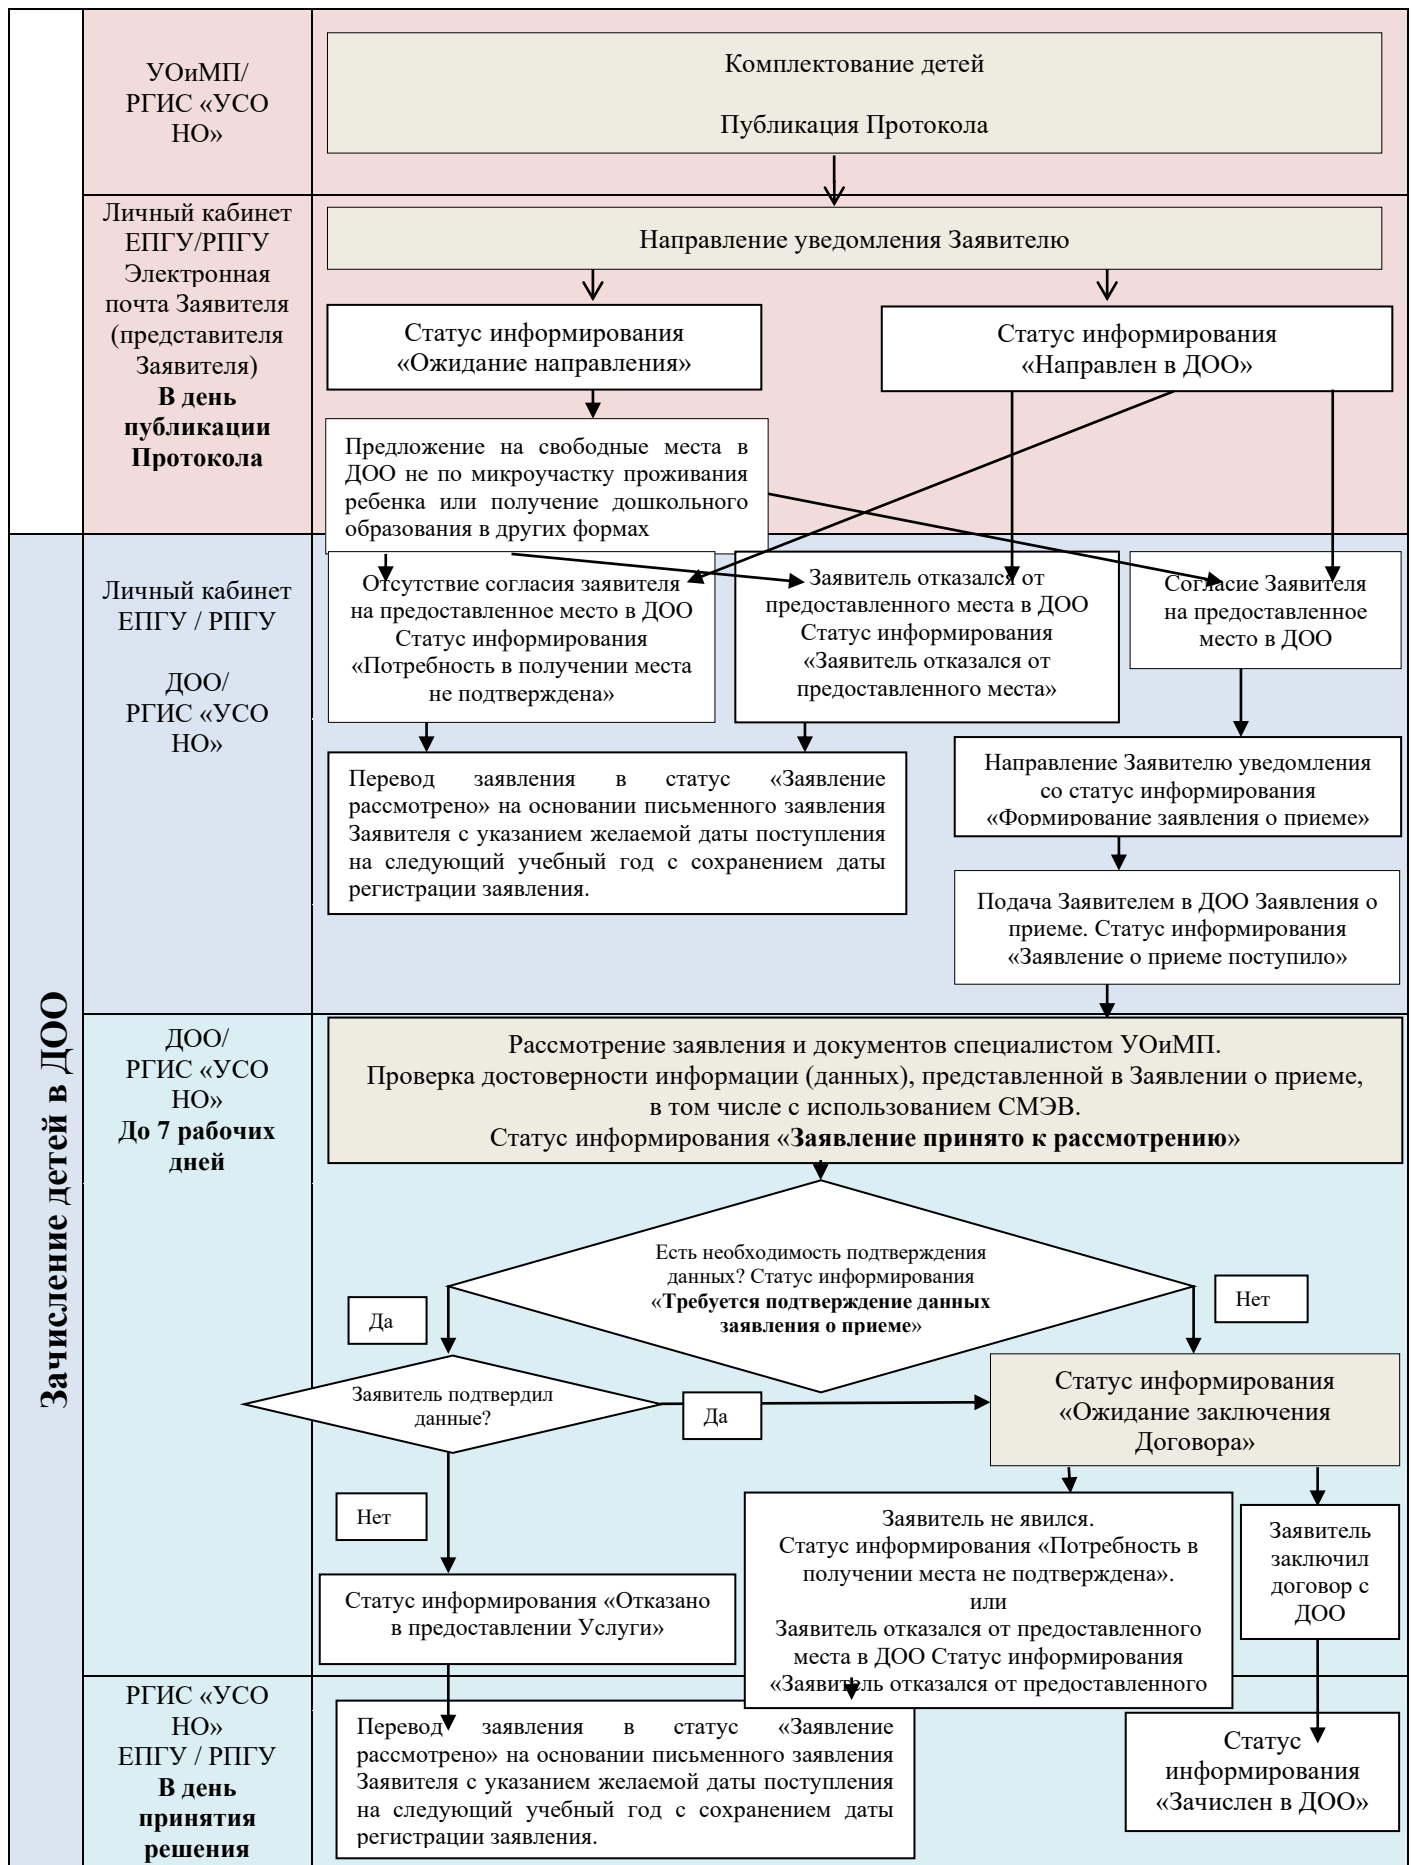 УОиМП/
РГИС «УСО
НО»
Комплектование детей
Публикация Протокола
Личный кабинет
ЕПГУ/РПГУ
Электронная
почта Заявителя
(представителя
Заявителя)
В день
публикации
Протокола
Направление уведомления Заявителю
Статус информирования
«Ожидание направления»
Статус информирования
«Направлен в ДОО»
Предложение на свободные места в
ДОО не по микроучастку проживания
ребенка или получение дошкольного
образования в других формах
Зачисление детей в ДОО
Личный кабинет
ЕПГУ / РПГУ
ДОО/
РГИС «УСО
НО»
Отсутствие согласия заявителя
на предоставленное место в ДОО
Статус информирования
«Потребность в получении места
не подтверждена»
Заявитель отказался от
предоставленного места в ДОО
Статус информирования
«Заявитель отказался от
предоставленного места»
Согласие Заявителя
на предоставленное
место в ДОО
Перевод заявления в статус «Заявление
рассмотрено» на основании письменного заявления
Заявителя с указанием желаемой даты поступления
на следующий учебный год с сохранением даты
регистрации заявления.
Направление Заявителю уведомления
со статус информирования
«Формирование заявления о приеме»
Подача Заявителем в ДОО Заявления о
приеме. Статус информирования
«Заявление о приеме поступило»
ДОО/
РГИС «УСО
НО»
До 7 рабочих
дней
Рассмотрение заявления и документов специалистом УОиМП.
Проверка достоверности информации (данных), представленной в Заявлении о приеме,
в том числе с использованием СМЭВ.
Статус информирования «Заявление принято к рассмотрению»
Есть необходимость подтверждения
данных? Статус информирования
«Требуется подтверждение данных
заявления о приеме»
Да
Нет
Заявитель подтвердил
данные?
Да
Статус информирования
«Ожидание заключения
Договора»
Нет
Статус информирования «Отказано
в предоставлении Услуги»
Заявитель не явился.
Статус информирования «Потребность в
получении места не подтверждена».
или
Заявитель отказался от предоставленного
места в ДОО Статус информирования
«Заявитель отказался от предоставленного
Заявитель
заключил
договор с
ДОО
РГИС «УСО
НО»
ЕПГУ / РПГУ
В день
принятия
решения
Перевод заявления в статус «Заявление
рассмотрено» на основании письменного заявления
Заявителя с указанием желаемой даты поступления
на следующий учебный год с сохранением даты
регистрации заявления.
Статус
информирования
«Зачислен в ДОО»